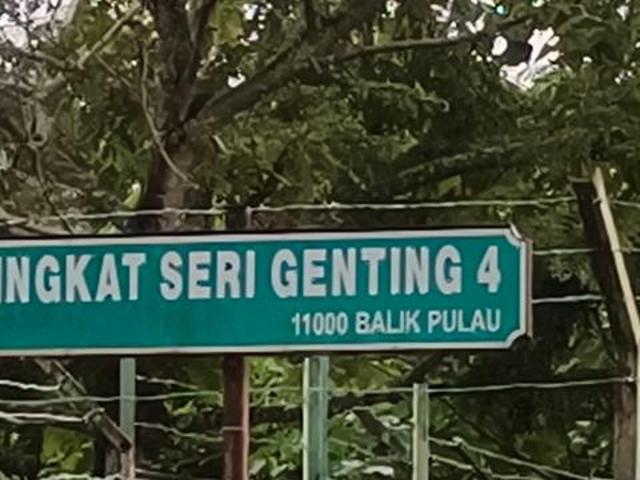 INGKAT SERI GENTING 4
11000 BALIK PULAU